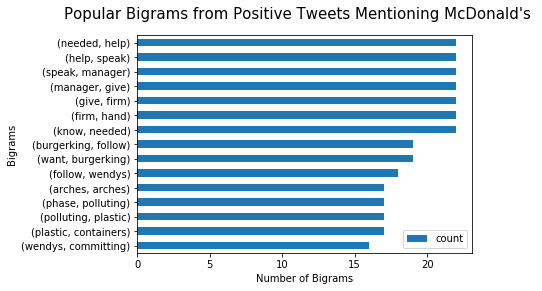 Popular Bigrams from Positive Tweets Mentioning McDonald's
(needed, help)
(help, speak)
(speak, manager)
(manager, give)
(give, firm)
(firm, hand)
(know, needed)
(burgerking, follow)
(want, burgerking)
(follow, wendys)
(arches, arches)
(phase, polluting)
(polluting, plastic)
(plastic, containers)
(wendys, committing)
Bigrams
count
0 5 10 15 20
Number of Bigrams